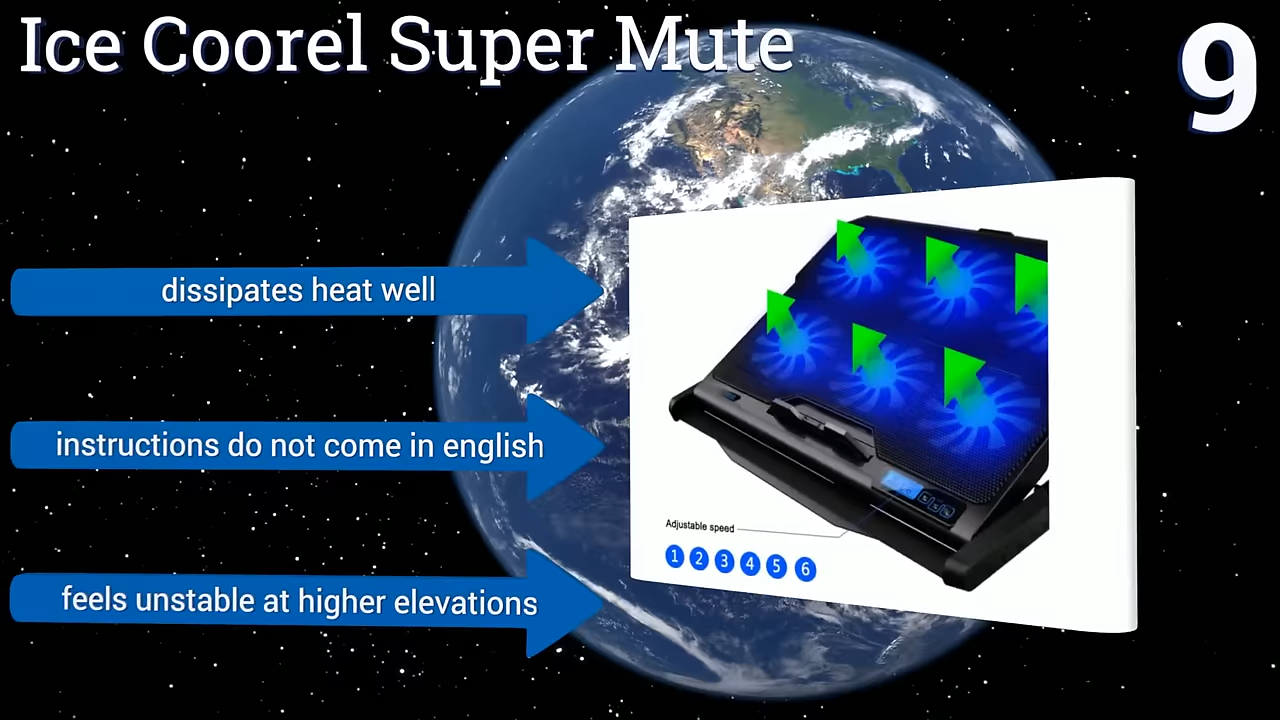 Ice Coorel Super Mute
9
dissipates heat well
instructions do not come in english
feels unstable at higher elevations
Adjustable speed
1 2 3 4 5 6